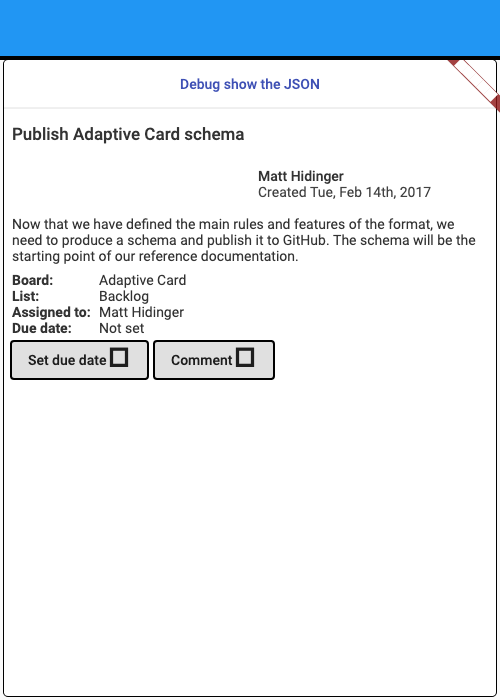 Debug show the JSON
Publish Adaptive Card schema
Matt Hidinger
Created Tue, Feb 14th, 2017
Now that we have defined the main rules and features of the format, we
need to produce a schema and publish it to GitHub. The schema will be the
starting point of our reference documentation.
Board: Adaptive Card
List: Backlog
Assigned to: Matt Hidinger
Due date: Not set
Set due date Comment